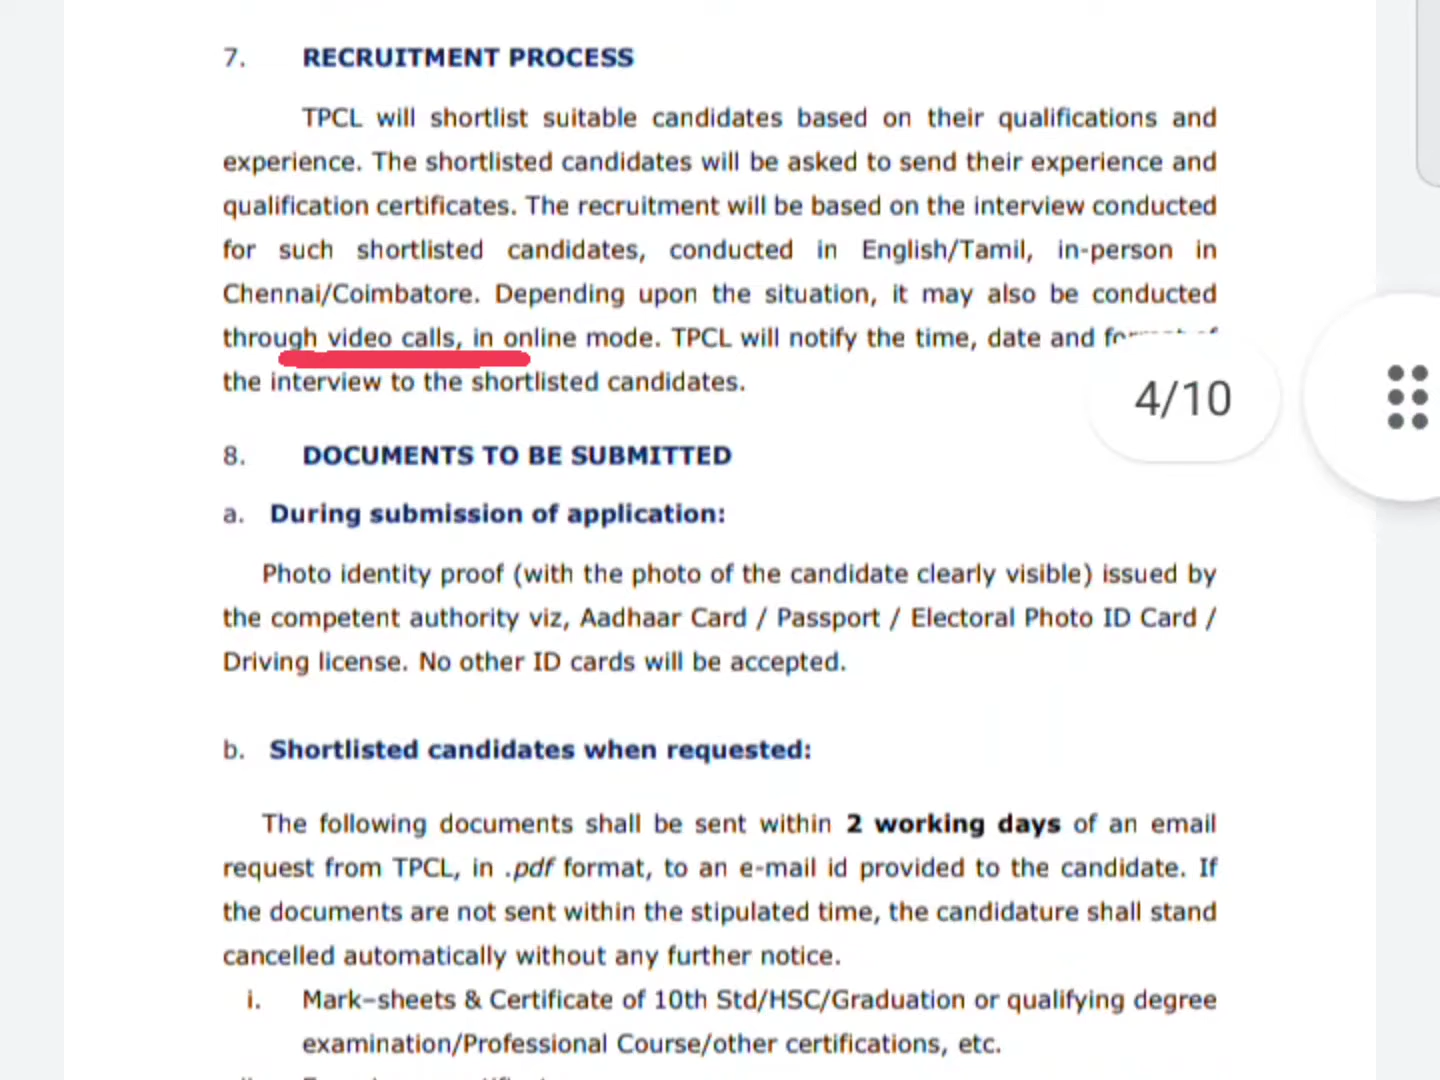 7. RECRUITMENT PROCESS
TPCL will shortlist suitable candidates based on their qualifications and
experience. The shortlisted candidates will be asked to send their experience and
qualification certificates. The recruitment will be based on the interview conducted
for such shortlisted candidates, conducted in English/Tamil, in-person in
Chennai/Coimbatore. Depending upon the situation, it may also be conducted
through video calls, in online mode. TPCL will notify the time, date and
the interview to the shortlisted candidates.
4/10
8. DOCUMENTS TO BE SUBMITTED
a. During submission of application:
Photo identity proof (with the photo of the candidate clearly visible) issued by
the competent authority viz, Aadhaar Card / Passport / Electoral Photo ID Card /
Driving license. No other ID cards will be accepted.
b. Shortlisted candidates when requested:
The following documents shall be sent within 2 working days of an email
request from TPCL, in .pdf format, to an e-mail id provided to the candidate. If
the documents are not sent within the stipulated time, the candidature shall stand
cancelled automatically without any further notice.
i. Mark-sheets & Certificate of 10th Std/HSC/Graduation or qualifying degree
examination/Professional Course/other certifications, etc.